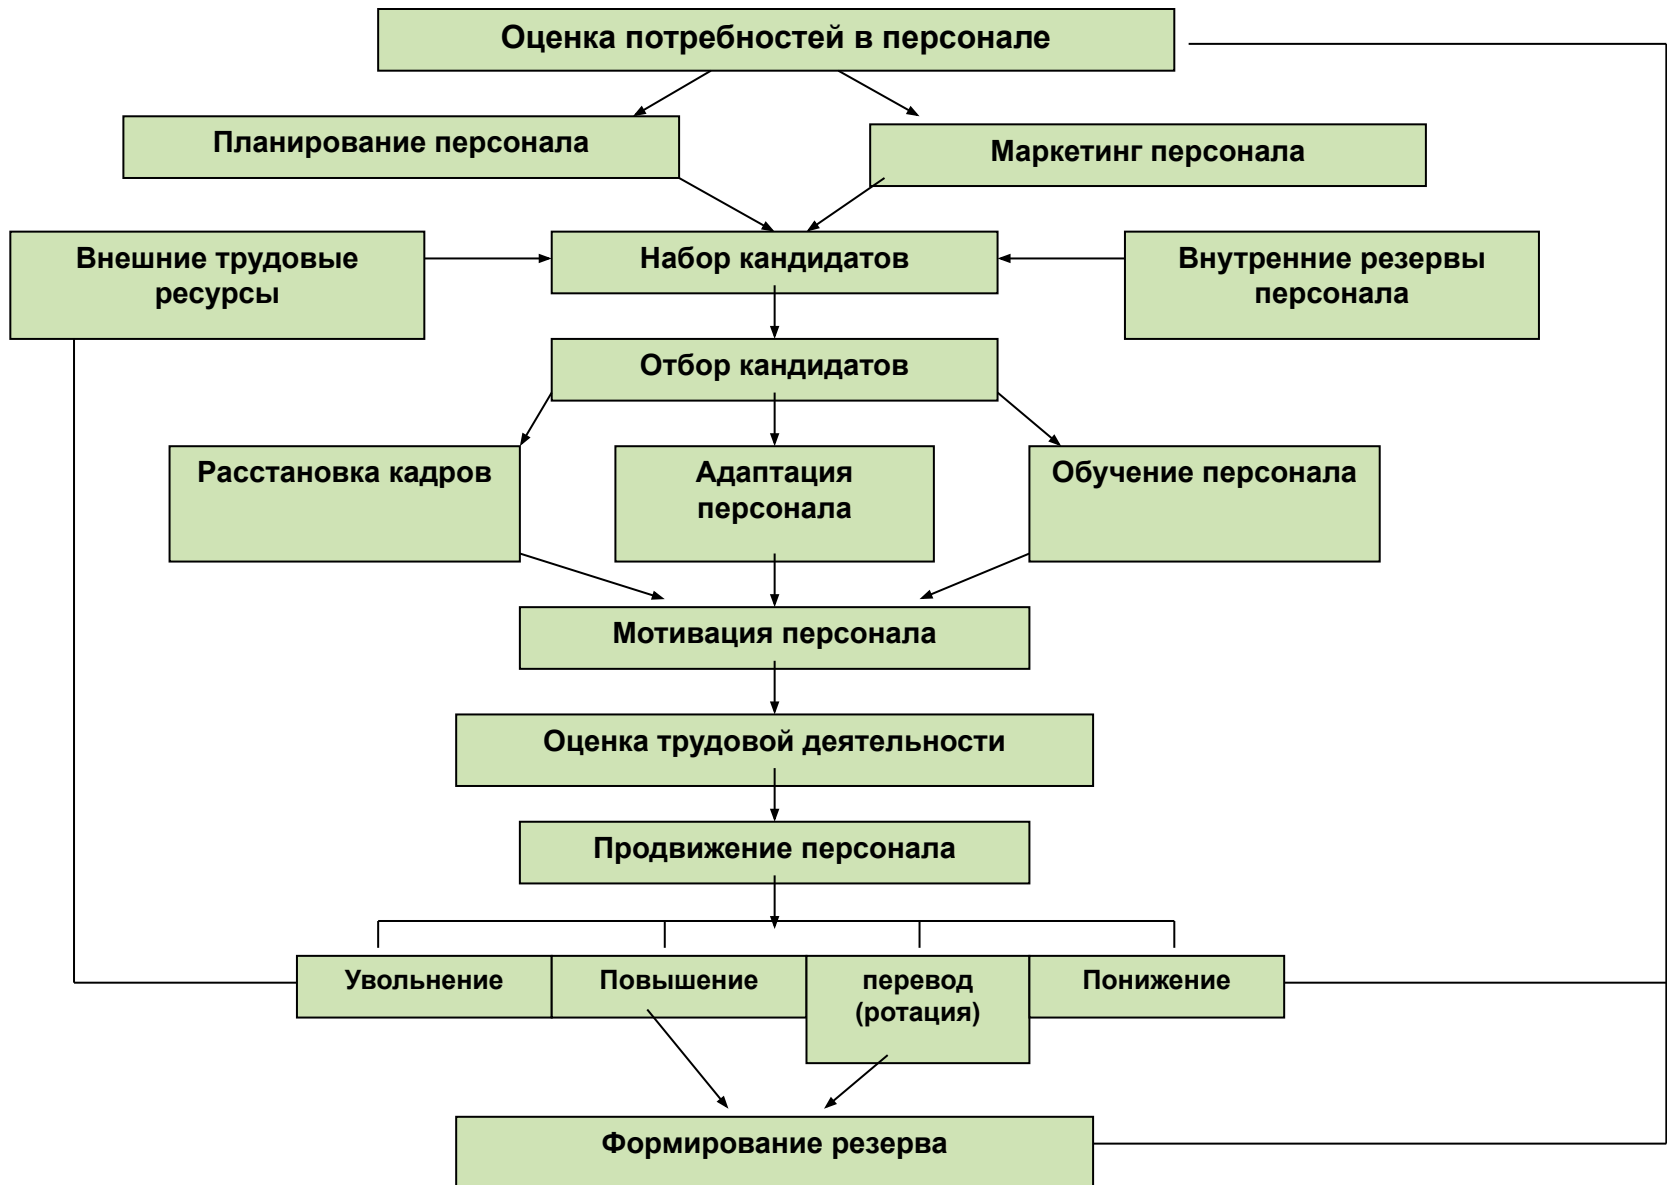 Оценка потребностей в персонале
Планирование персонала
Маркетинг персонала
Внешние трудовые
ресурсы
Набор кандидатов
Внутренние резервы
персонала
Отбор кандидатов
Расстановка кадров
Адаптация
персонала
Обучение персонала
Мотивация персонала
Оценка трудовой деятельности
Продвижение персонала
Увольнение
Повышение
перевод
(ротация)
Понижение
Формирование резерва